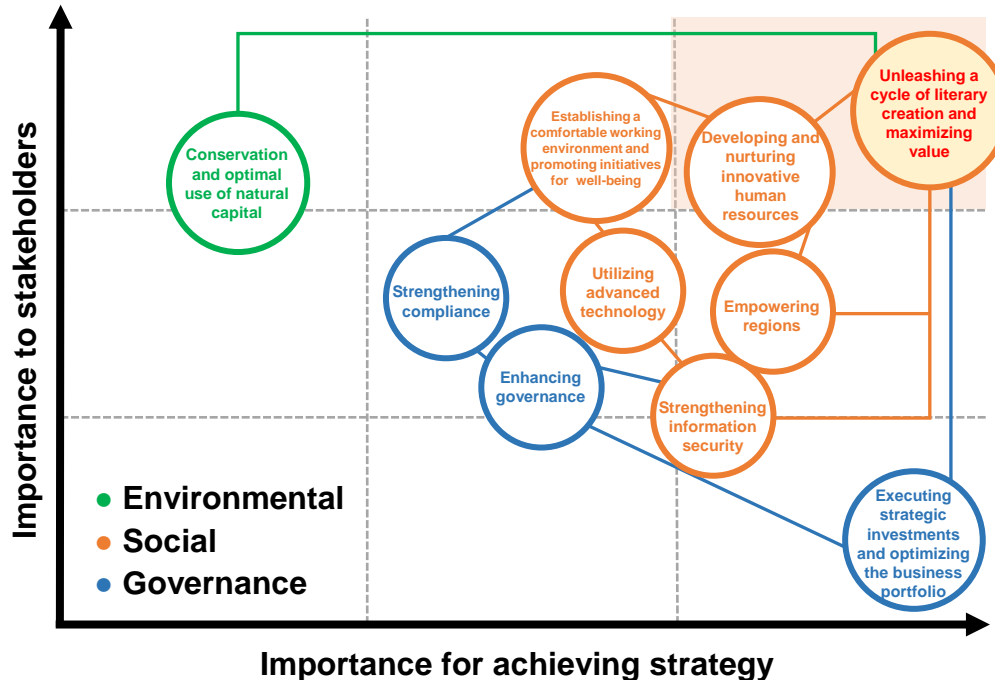 Importance to stakeholders
Unleashing a
cycle of literary
creation and
maximizing
value
Establishing a
comfortable working
environment and
promoting initiatives
for well-being
Developing and
nurturing
innovative
human
resources
Conservation
and optimal
use of natural
capital
Strengthening
compliance
Utilizing
advanced
technology
Empowering
regions
Enhancing
governance
Strengthening
information
security
Executing
strategic
investments
and optimizing
the business
portfolio
Environmental
Social
Governance
Importance for achieving strategy